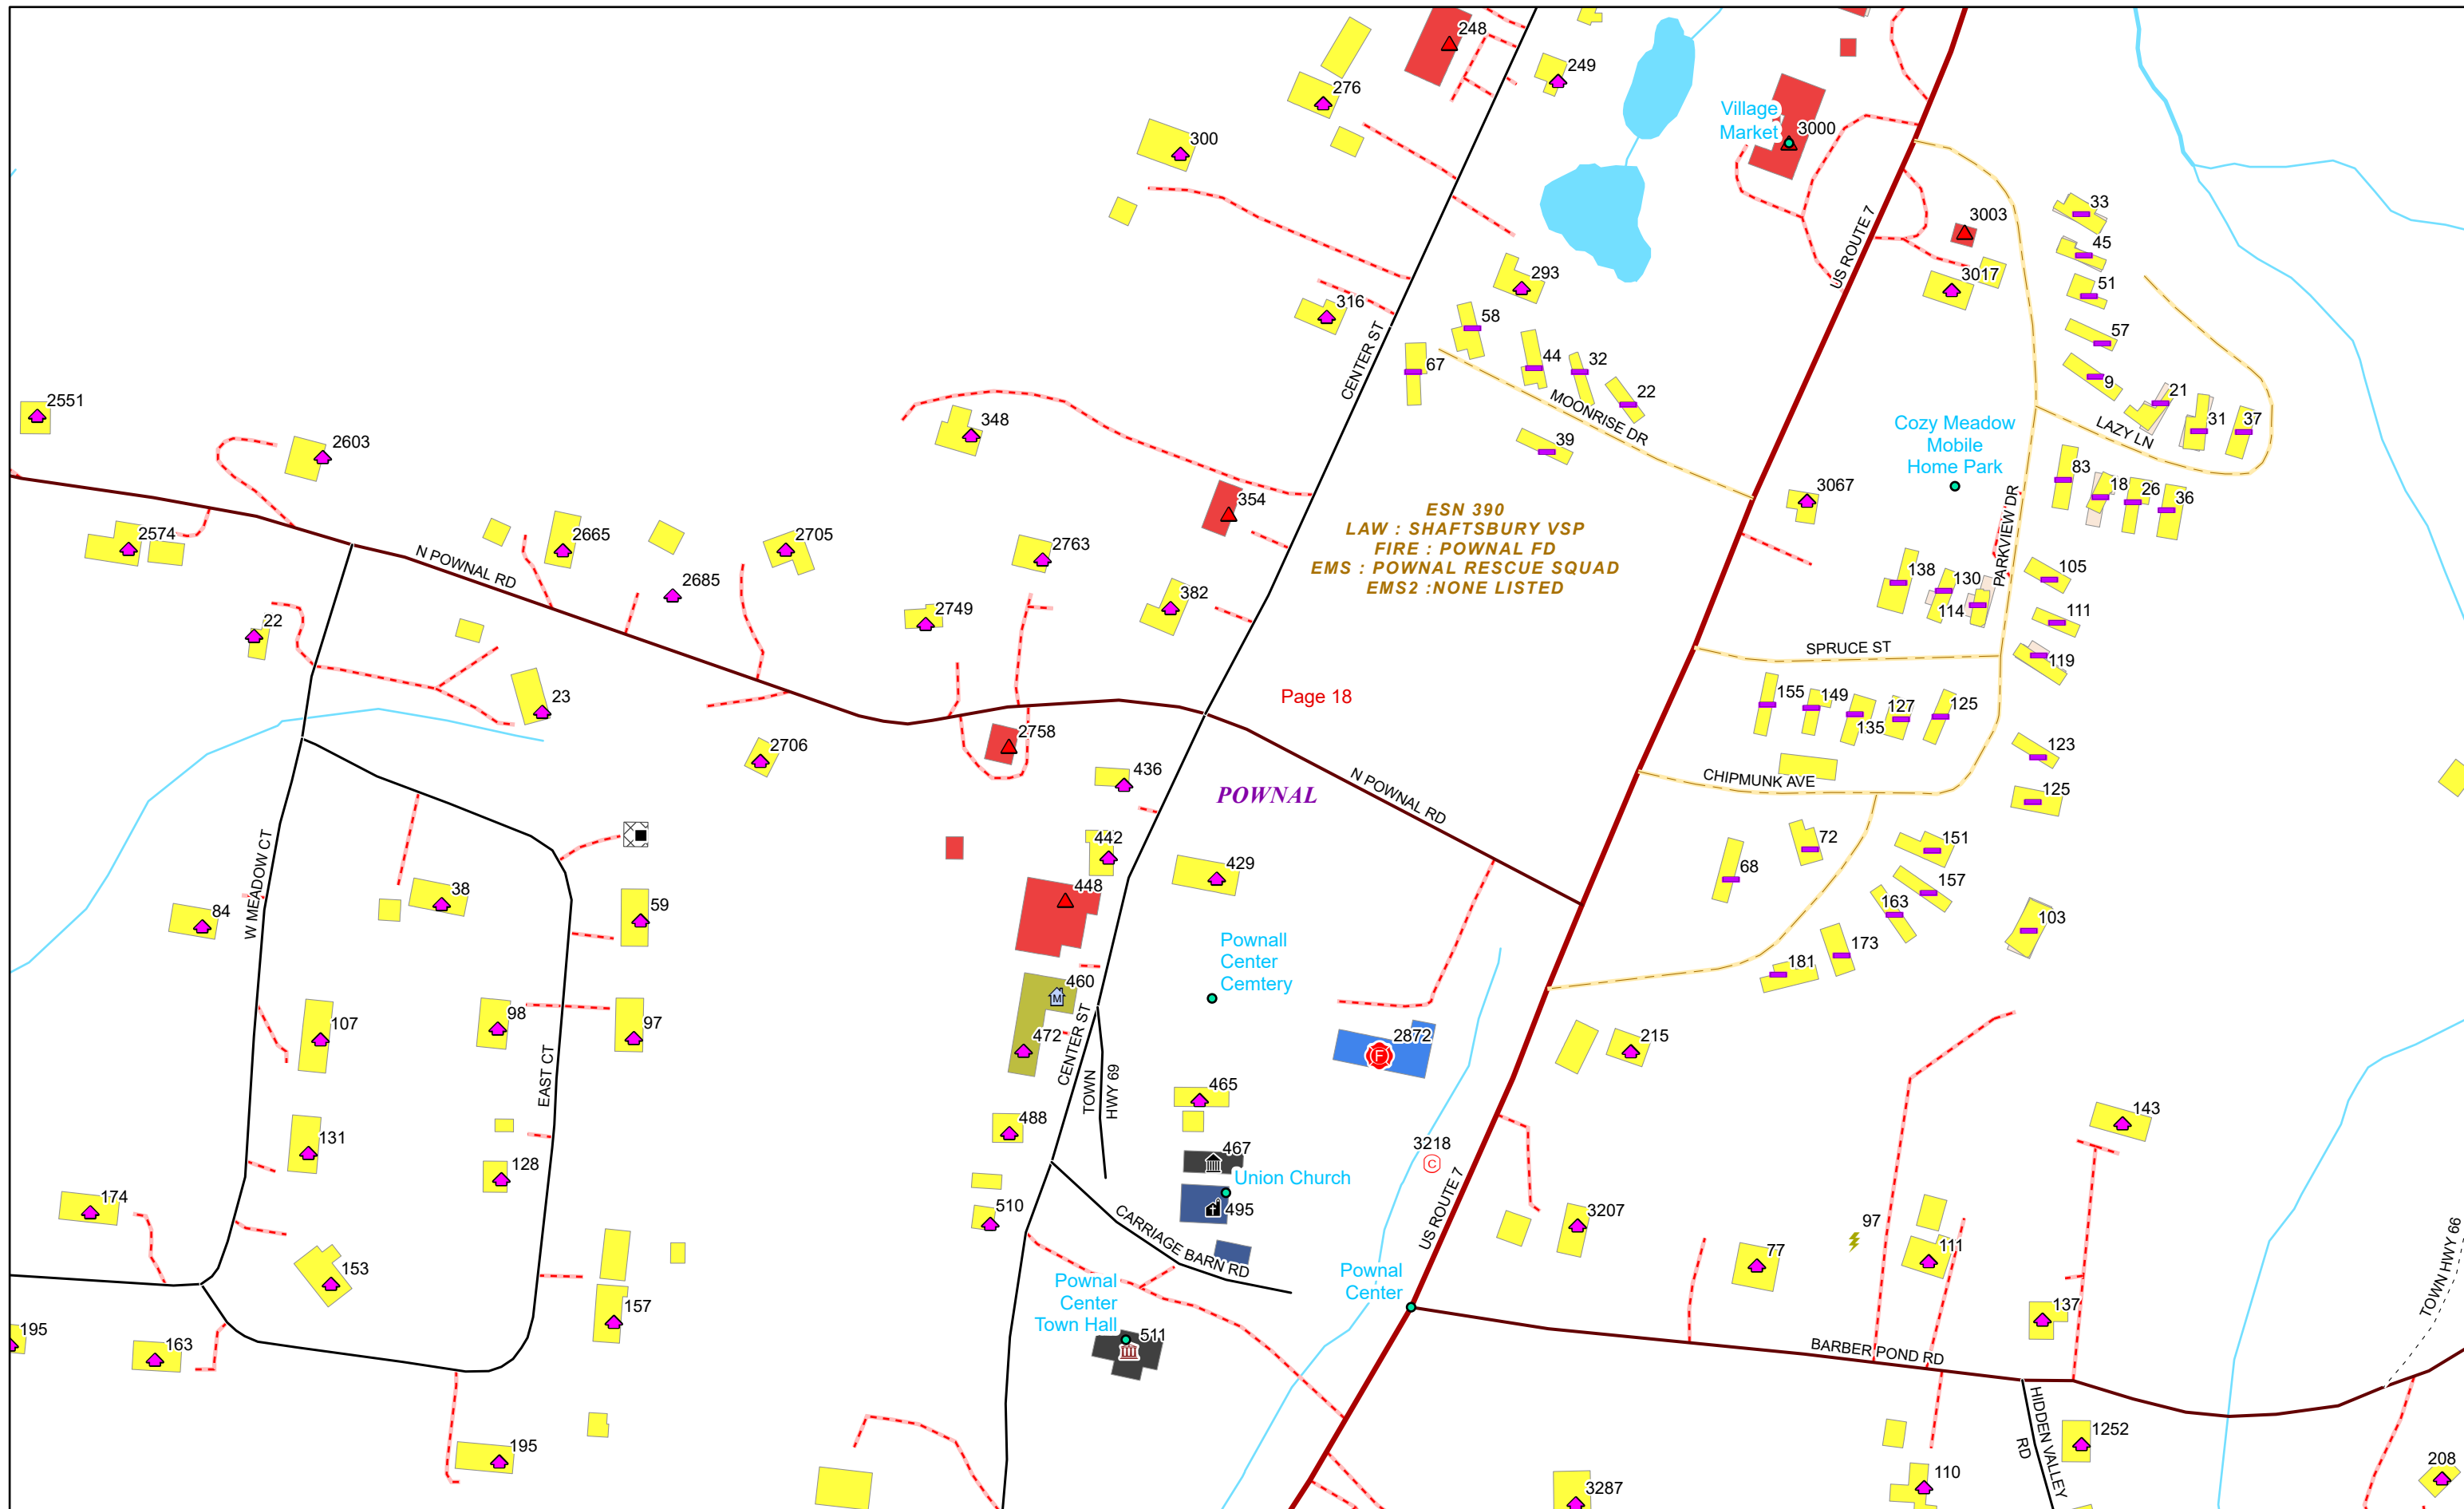 248
249
276
Village
Market
3000
300
33
3003
45
293
3017
51
316
58
57
67
44
32
9
22
21
US ROUTE 7
CENTER ST
MOONRISE DR
2551
348
39
Cozy Meadow
Mobile
Home Park
LAZY LN
31
37
2603
83
18
26
36
354
3067
ESN 390
LAW : SHAFTSBURY VSP
FIRE : POWNAL FD
EMS : POWNAL RESCUE SQUAD
EMS2 :NONE LISTED
2574
2665
2705
2763
N POWNAL RD
2685
382
2749
138
130
114
PARKVIEW DR
105
111
22
SPRUCE ST
119
23
Page 18
155
149
135
127
125
2758
2706
123
436
POWNAL
N POWNAL RD
CHIPMUNK AVE
125
442
429
72
151
68
157
W MEADOW CT
38
448
59
163
84
103
Pownall
Center
Cemtery
173
181
460
107
98
97
472
CENTER ST
2872
215
EAST CT
TOWN
HWY 69
465
488
143
131
467
3218
C
128
Union Church
174
510
495
US ROUTE 7
3207
97
CARRIAGE BARN RD
77
111
TOWN HWY 66
153
Pownal
Center
Town Hall
Pownal
Center
157
137
195
163
511
BARBER POND RD
HIDDEN VALLEY
RD
195
1252
208
3287
110
M
F